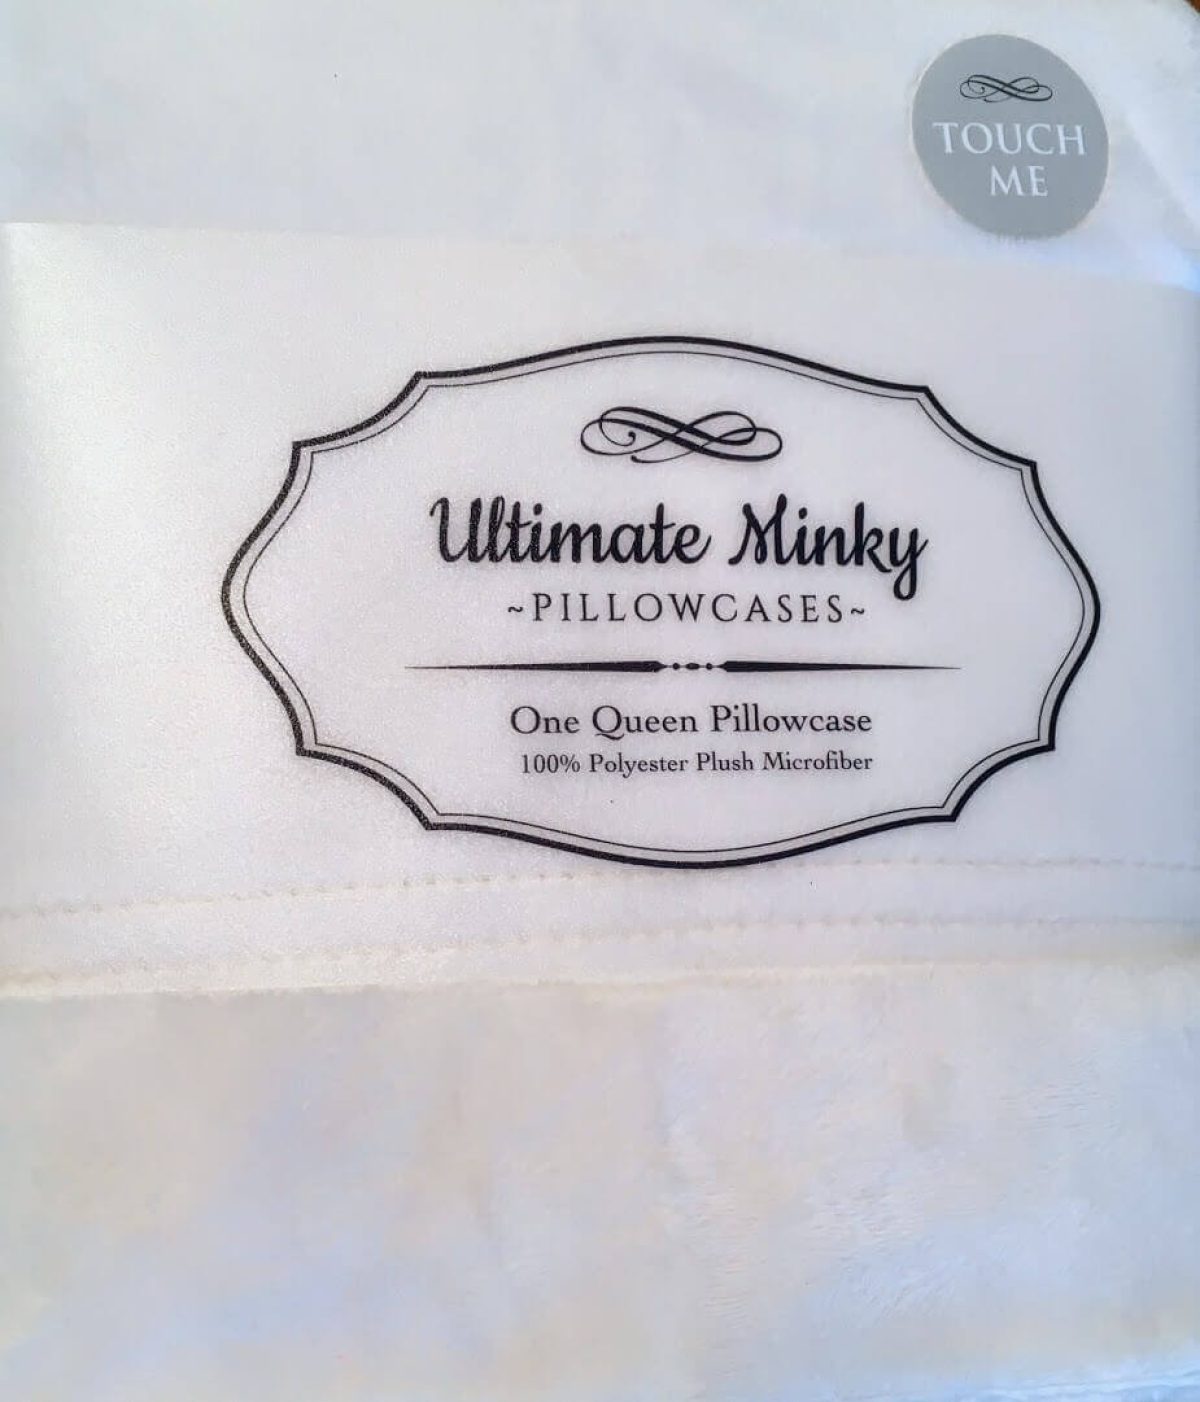 TOUCH
ME
Ultimate Minky
~PILLOWCASES~
One Queen Pillowcase
100% Polyester Plush Microfiber